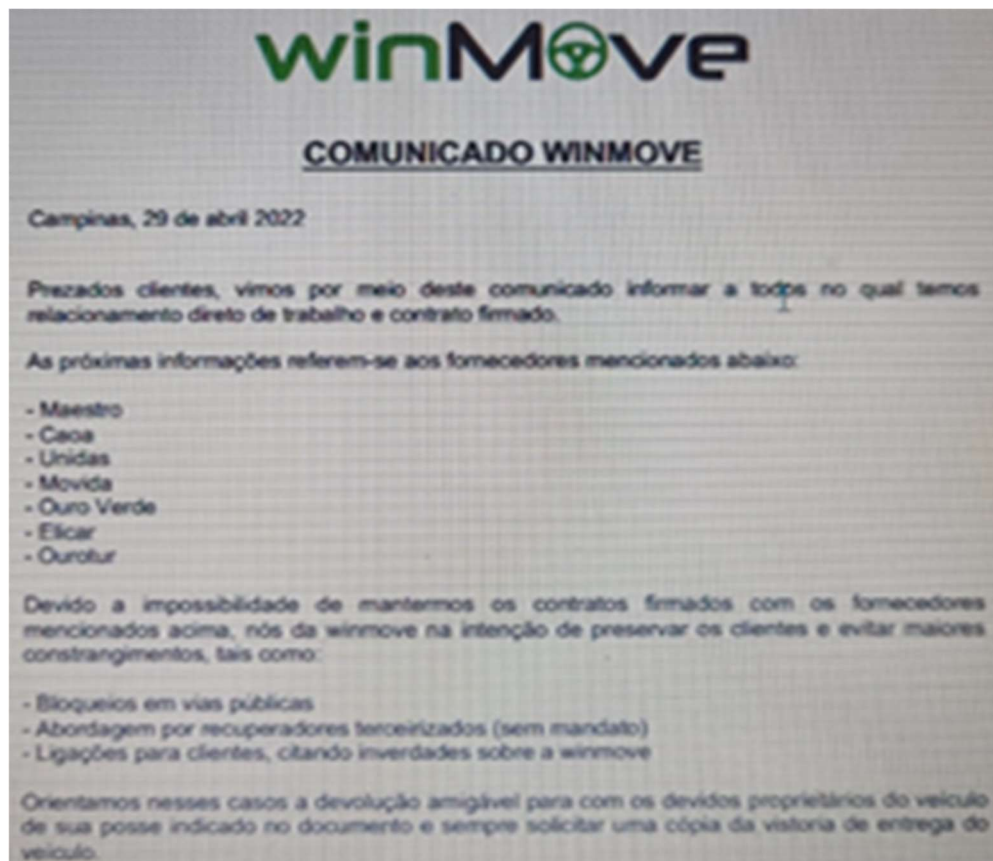 winMove
COMUNICADO WINMOVE
Campinas, 29 de abril 2022
Prezados clientes, vimos por meio deste comunicado informar a todos no qual temos
relacionamento direto de trabalho e contrato firmado.
As próximas informações referem-se aos fornecedores mencionados abaixo:
- Maestro
- Caoa
- Unidas
- Movida
- Ouro Verde
- Elicar
- Ourotur
Devido a impossibilidade de mantermos os contratos firmados com os fornecedores
mencionados acima, nós da winmove na intenção de preservar os clientes e evitar maiores
constrangimentos, tais como:
- Bloqueios em vias públicas
- Abordagem por recuperadores terceirizados (sem mandato)
- Ligações para clientes, citando inverdades sobre a winmove
Orientamos nesses casos a devolução amigável para com os devidos proprietários do veículo
de sua posse indicado no documento e sempre solicitar uma cópia da vistoria de entrega do
veículo.